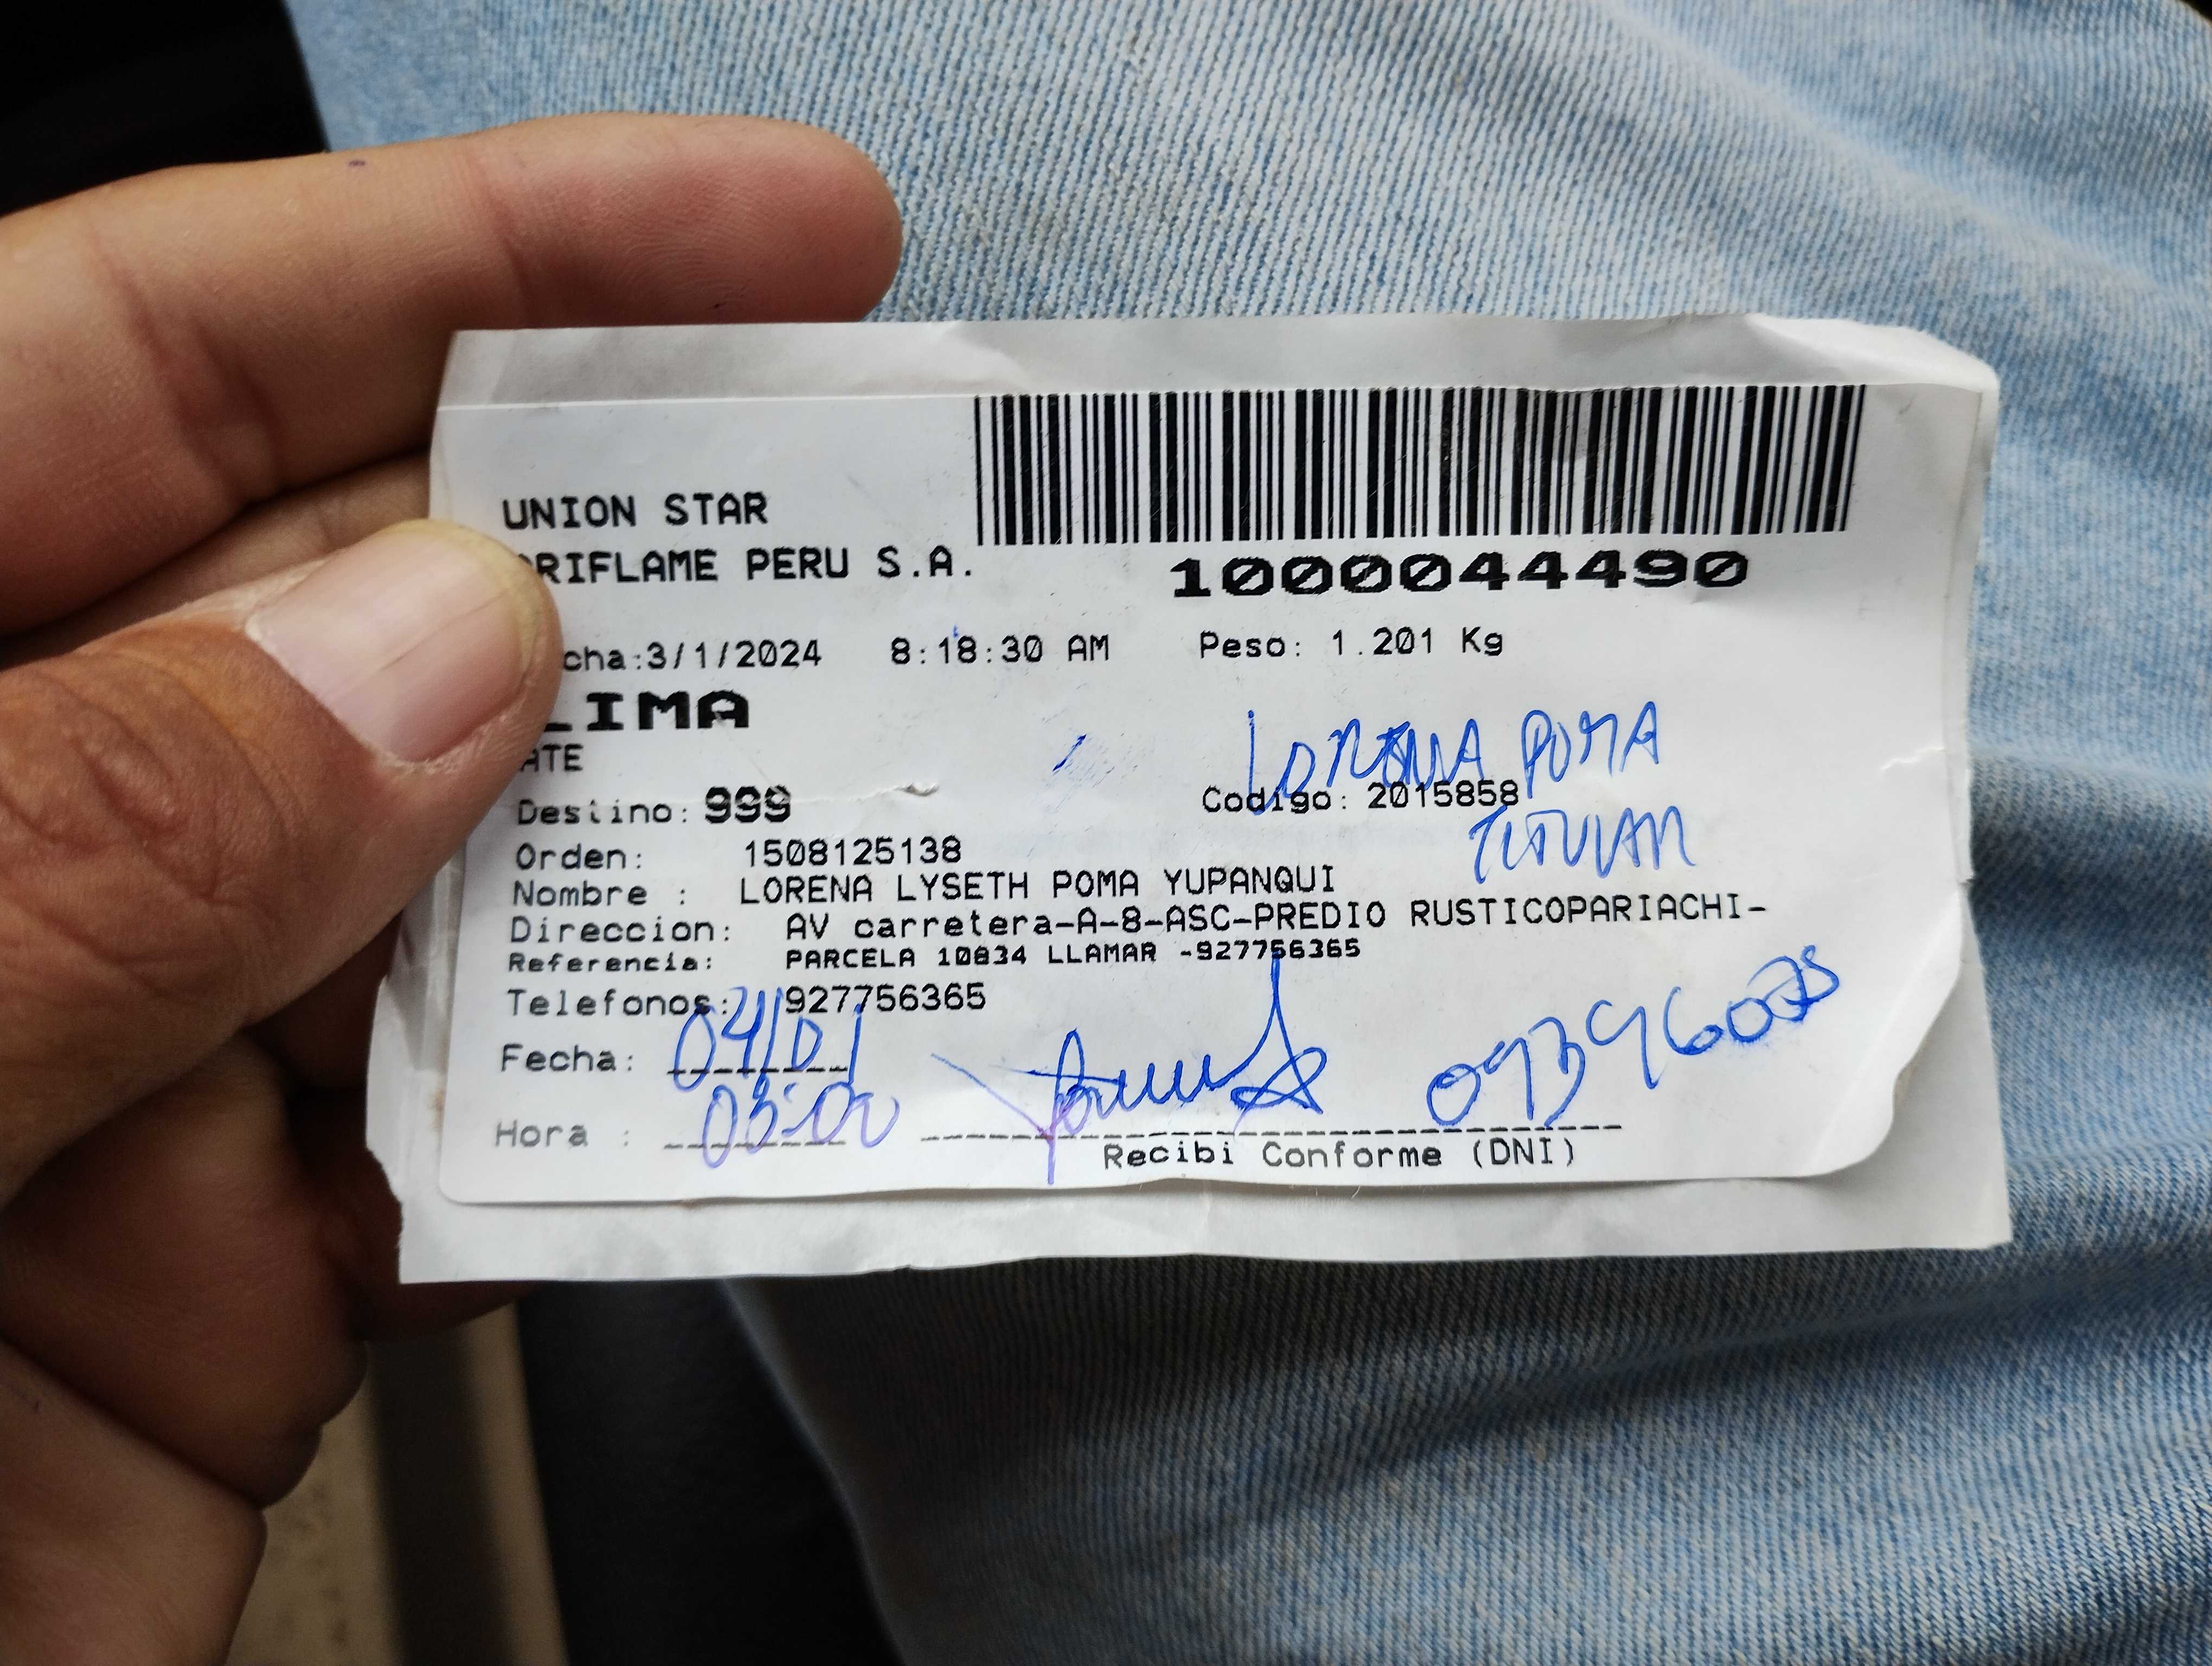 UNION STAR
ORIFLAME PERU S.A.
1000044490
cha:3/1/2024 8:18:30 AM Peso: 1.201 Kg
LIMA
ATE
LORENA POMA
Destino: 999 Codigo: 2015858
TITULAR
Orden: 1508125138
Nombre : LORENA LYSETH POMA YUPANQUI
Direccion: AV carretera-A-8-ASC-PREDIO RUSTICOPARIACHI-
Referencia: PARCELA 10834 LLAMAR -927756365
Telefonos: 927756365
Fecha: 04/01
Hora : 03:00
Recibi Conforme (DNI)